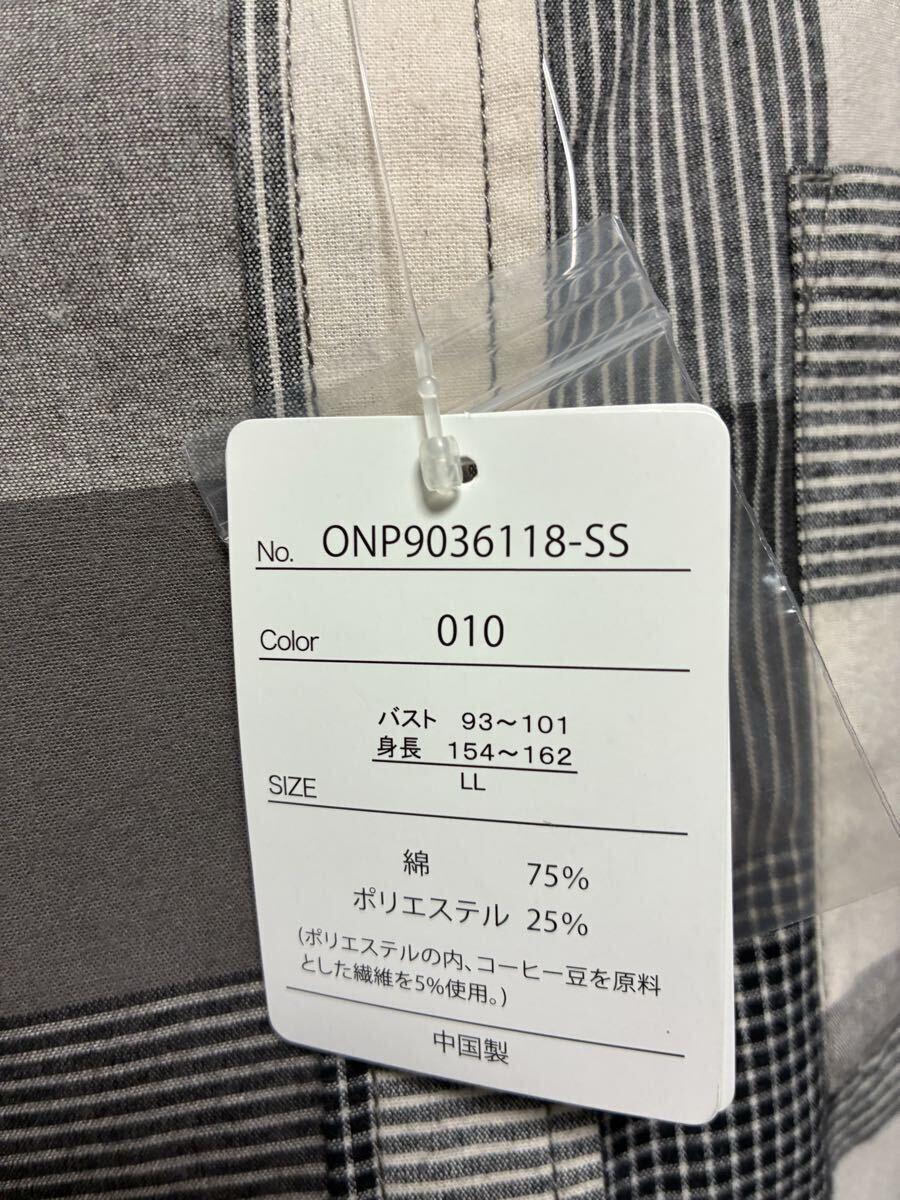 No. ONP9036118-SS
Color 010
バスト 93～101
身長 154～162
SIZE LL
綿 75%
ポリエステル 25%
(ポリエステルの内、コーヒー豆を原料
とした繊維を5%使用。)
中国製